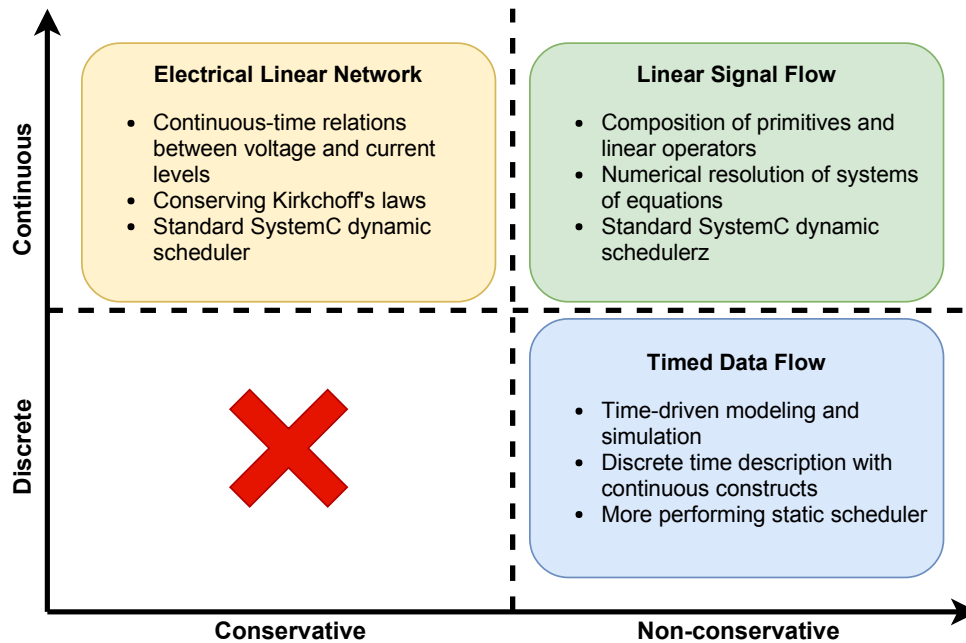 Continuous
Electrical Linear Network
• Continuous-time relations
between voltage and current
levels
• Conserving Kirkchoff's laws
• Standard SystemC dynamic
scheduler
Linear Signal Flow
• Composition of primitives and
linear operators
• Numerical resolution of systems
of equations
• Standard SystemC dynamic
schedulerz
Discrete
Timed Data Flow
• Time-driven modeling and
simulation
• Discrete time description with
continuous constructs
• More performing static scheduler
Conservative
Non-conservative